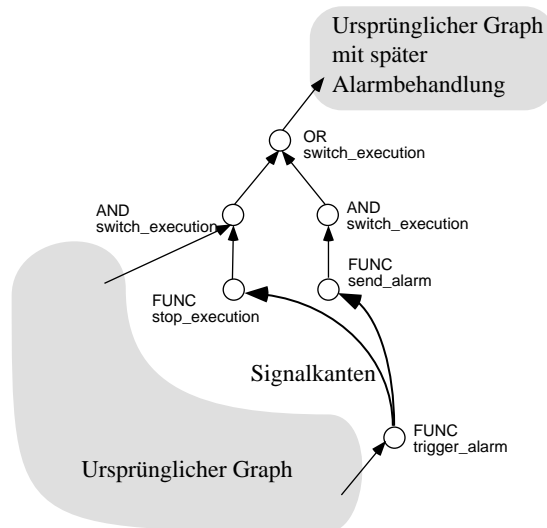 Ursprünglicher Graph
mit später
Alarmbehandlung
OR
switch_execution
AND
switch_execution
AND
switch_execution
FUNC
stop_execution
FUNC
send_alarm
Signalkanten
FUNC
trigger_alarm
Ursprünglicher Graph